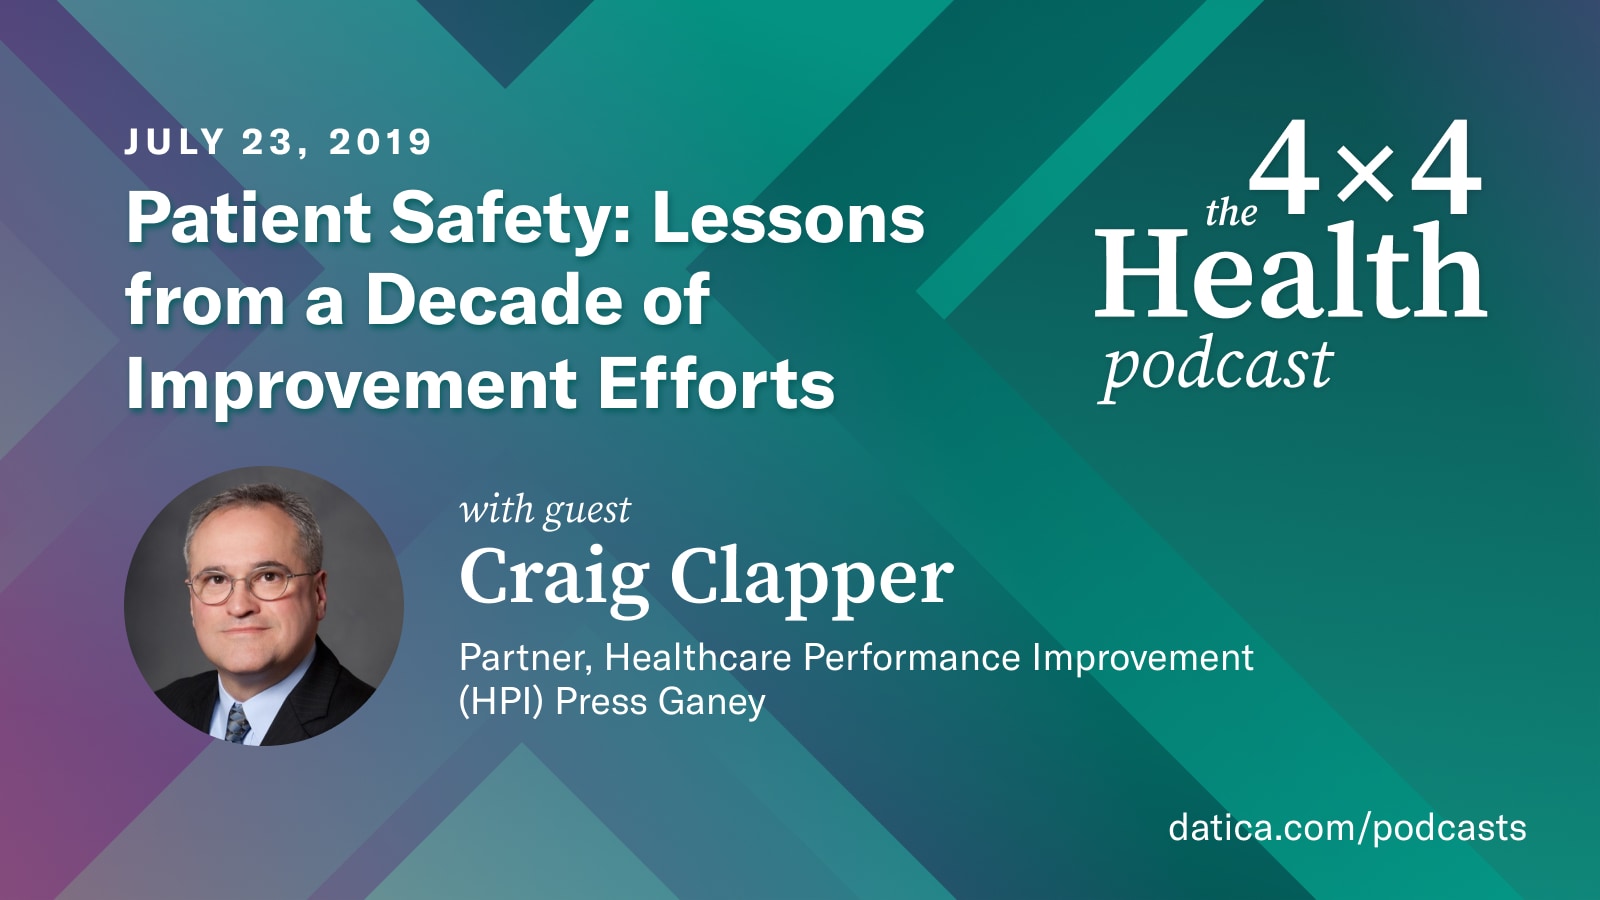 JULY 23, 2019
Patient Safety: Lessons
from a Decade of
Improvement Efforts
the 4×4
Health
podcast
with guest
Craig Clapper
Partner, Healthcare Performance Improvement
(HPI) Press Ganey
datica.com/podcasts